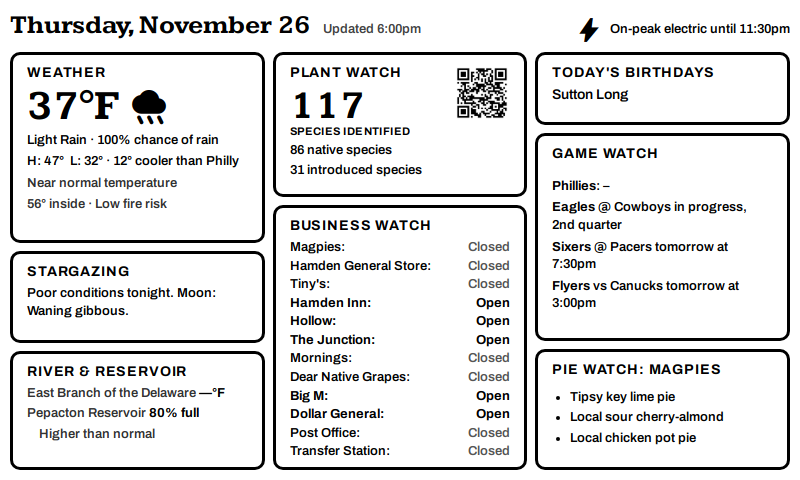 Thursday, November 26 Updated 6:00pm
On-peak electric until 11:30pm
WEATHER
37°F
Light Rain · 100% chance of rain
H: 47° L: 32° · 12° cooler than Philly
Near normal temperature
56° inside · Low fire risk
STARGAZING
Poor conditions tonight. Moon:
Waning gibbous.
RIVER & RESERVOIR
East Branch of the Delaware —°F
Pepacton Reservoir 80% full
Higher than normal
PLANT WATCH
117
SPECIES IDENTIFIED
86 native species
31 introduced species
BUSINESS WATCH
Magpies: Closed
Hamden General Store: Closed
Tiny's: Closed
Hamden Inn: Open
Hollow: Open
The Junction: Open
Mornings: Closed
Dear Native Grapes: Closed
Big M: Open
Dollar General: Open
Post Office: Closed
Transfer Station: Closed
TODAY'S BIRTHDAYS
Sutton Long
GAME WATCH
Phillies: –
Eagles @ Cowboys in progress,
2nd quarter
Sixers @ Pacers tomorrow at
7:30pm
Flyers vs Canucks tomorrow at
3:00pm
PIE WATCH: MAGPIES
• Tipsy key lime pie
• Local sour cherry-almond
• Local chicken pot pie